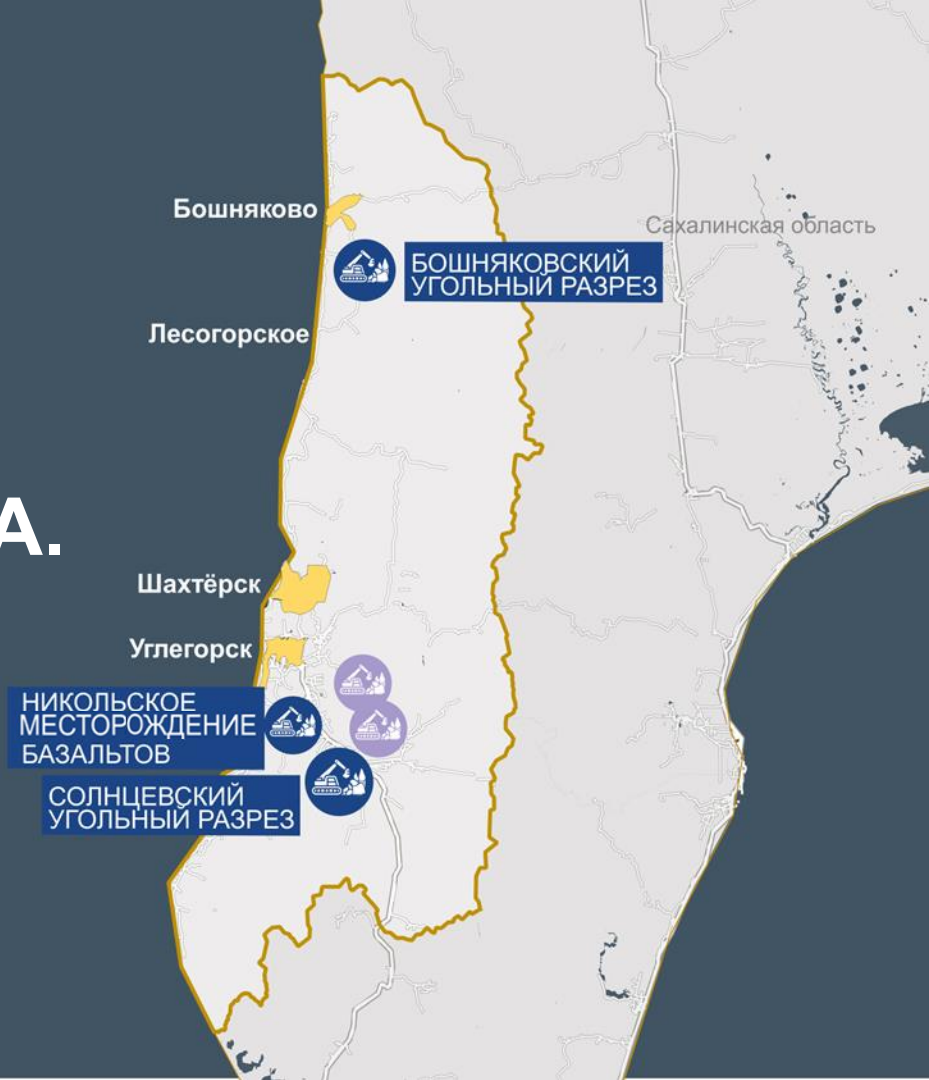 Бошняково
Сахалинская область
БОШНЯКОВСКИЙ
УГОЛЬНЫЙ РАЗРЕЗ
Лесогорское
А.
Шахтёрск
Углегорск
НИКОЛЬСКОЕ
МЕСТОРОЖДЕНИЕ
БАЗАЛЬТОВ
СОЛНЦЕВСКИЙ
УГОЛЬНЫЙ РАЗРЕЗ